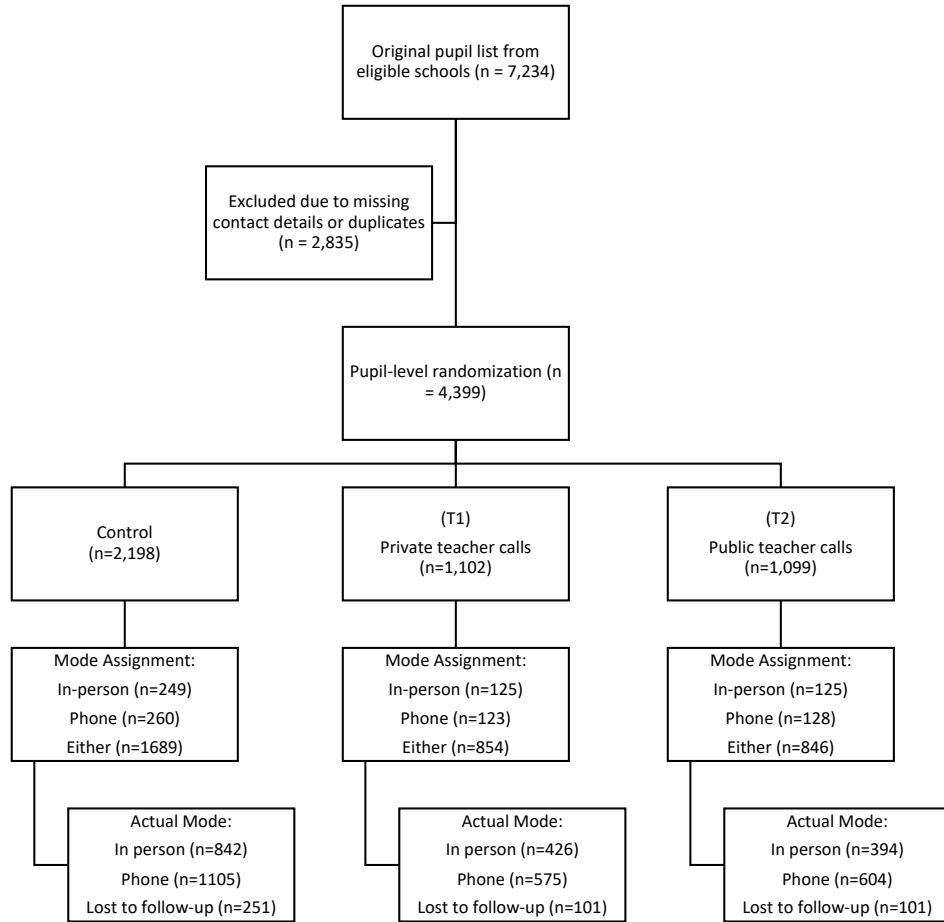 Original pupil list from
eligible schools (n = 7,234)
Excluded due to missing
contact details or duplicates
(n = 2,835)
Pupil-level randomization (n
= 4,399)
Control
(n=2,198)
(T1)
Private teacher calls
(n=1,102)
(T2)
Public teacher calls
(n=1,099)
Mode Assignment:
In-person (n=249)
Phone (n=260)
Either (n=1689)
Mode Assignment:
In-person (n=125)
Phone (n=123)
Either (n=854)
Mode Assignment:
In-person (n=125)
Phone (n=128)
Either (n=846)
Actual Mode:
In person (n=842)
Phone (n=1105)
Lost to follow-up (n=251)
Actual Mode:
In person (n=426)
Phone (n=575)
Lost to follow-up (n=101)
Actual Mode:
In person (n=394)
Phone (n=604)
Lost to follow-up (n=101)